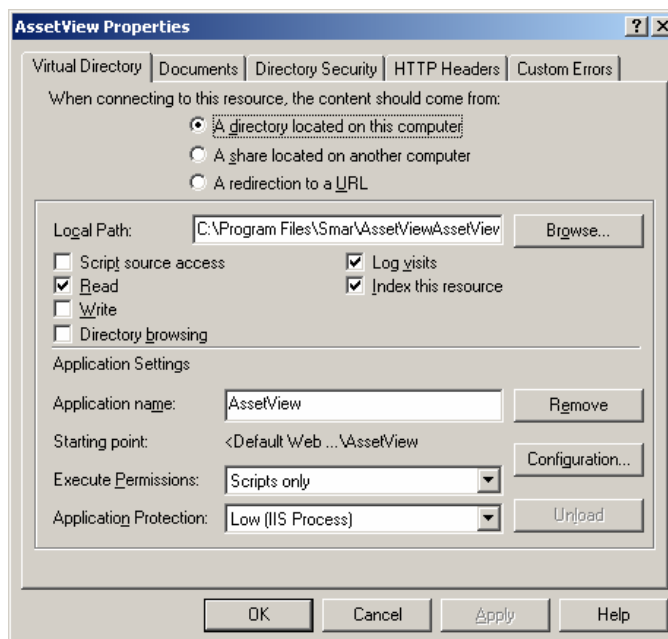 AssetView Properties
Virtual Directory Documents Directory Security HTTP Headers Custom Errors
When connecting to this resource, the content should come from:
A directory located on this computer
A share located on another computer
A redirection to a URL
Local Path: C:\Program Files\Smar\AssetViewAssetView Browse...
Script source access Log visits
Read Index this resource
Write
Directory browsing
Application Settings
Application name: AssetView Remove
Starting point: <Default Web ...\AssetView
Configuration...
Execute Permissions: Scripts only
Application Protection: Low (IIS Process) Unload
OK Cancel Apply Help